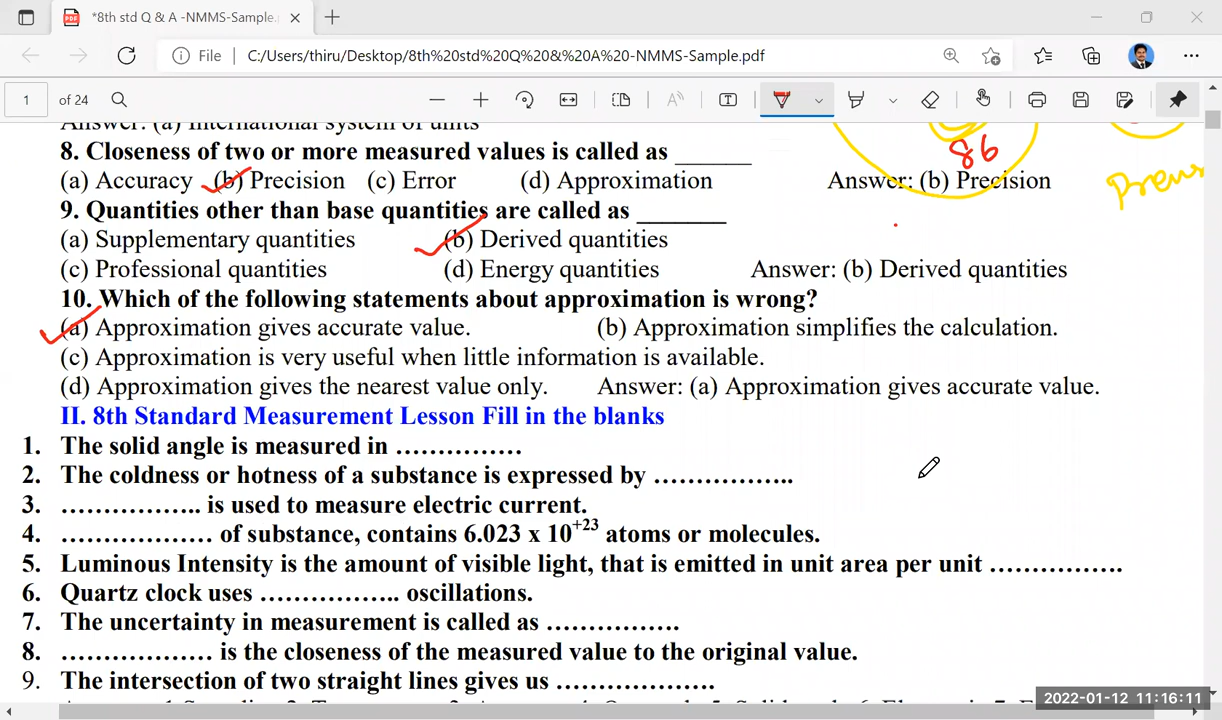 *8th std Q & A -NMMS-Sample.
File C:/Users/thiru/Desktop/8th%20std%20Q%20&%20A%20-NMMS-Sample.pdf
1 of 24
Answer: (a) International system of units
8. Closeness of two or more measured values is called as ______
86
(a) Accuracy (b) Precision (c) Error (d) Approximation Answer: (b) Precision
9. Quantities other than base quantities are called as _______
(a) Supplementary quantities (b) Derived quantities
(c) Professional quantities (d) Energy quantities Answer: (b) Derived quantities
10. Which of the following statements about approximation is wrong?
(a) Approximation gives accurate value. (b) Approximation simplifies the calculation.
(c) Approximation is very useful when little information is available.
(d) Approximation gives the nearest value only. Answer: (a) Approximation gives accurate value.
II. 8th Standard Measurement Lesson Fill in the blanks
1. The solid angle is measured in ……………
2. The coldness or hotness of a substance is expressed by ……………..
3. …………….. is used to measure electric current.
4. ……………… of substance, contains 6.023 x 10+23 atoms or molecules.
5. Luminous Intensity is the amount of visible light, that is emitted in unit area per unit …………….
6. Quartz clock uses …………….. oscillations.
7. The uncertainty in measurement is called as …………….
8. ……………… is the closeness of the measured value to the original value.
9. The intersection of two straight lines gives us ……………….
2022-01-12 11:16:11